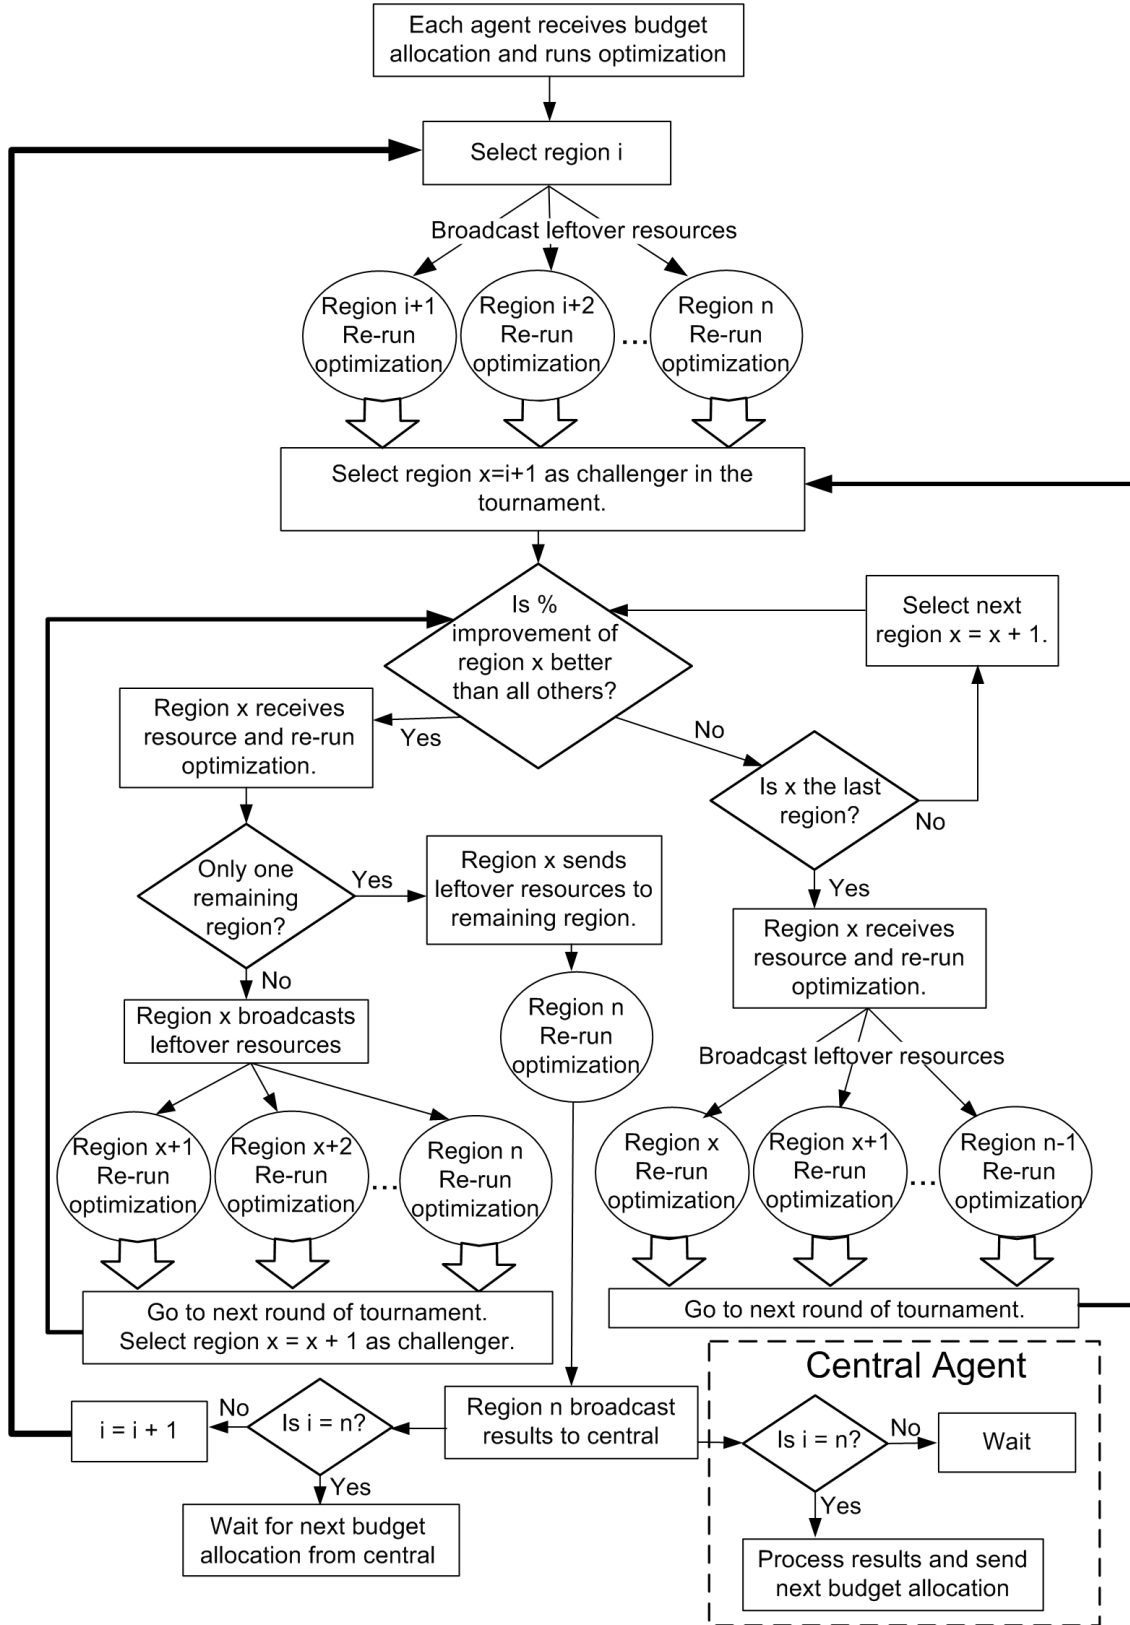 Each agent receives budget
allocation and runs optimization
Select region i
Broadcast leftover resources
Region i+1
Re-run
optimization
Region i+2
Re-run
optimization
...
Region n
Re-run
optimization
Select region x=i+1 as challenger in the
tournament.
Is %
improvement of
region x better
than all others?
Select next
region x = x + 1.
Yes
No
Region x receives
resource and re-run
optimization.
Is x the last
region?
No
Yes
Only one
remaining
region?
Yes
No
Region x sends
leftover resources to
remaining region.
Region x receives
resource and re-run
optimization.
Region x broadcasts
leftover resources
Region n
Re-run
optimization
Broadcast leftover resources
Region x+1
Re-run
optimization
Region x+2
Re-run
optimization
...
Region n
Re-run
optimization
Region x
Re-run
optimization
Region x+1
Re-run
optimization
...
Region n-1
Re-run
optimization
Go to next round of tournament.
Select region x = x + 1 as challenger.
Go to next round of tournament.
Central Agent
i = i + 1
No
Is i = n?
Yes
Region n broadcast
results to central
Is i = n?
No
Wait
Yes
Wait for next budget
allocation from central
Process results and send
next budget allocation